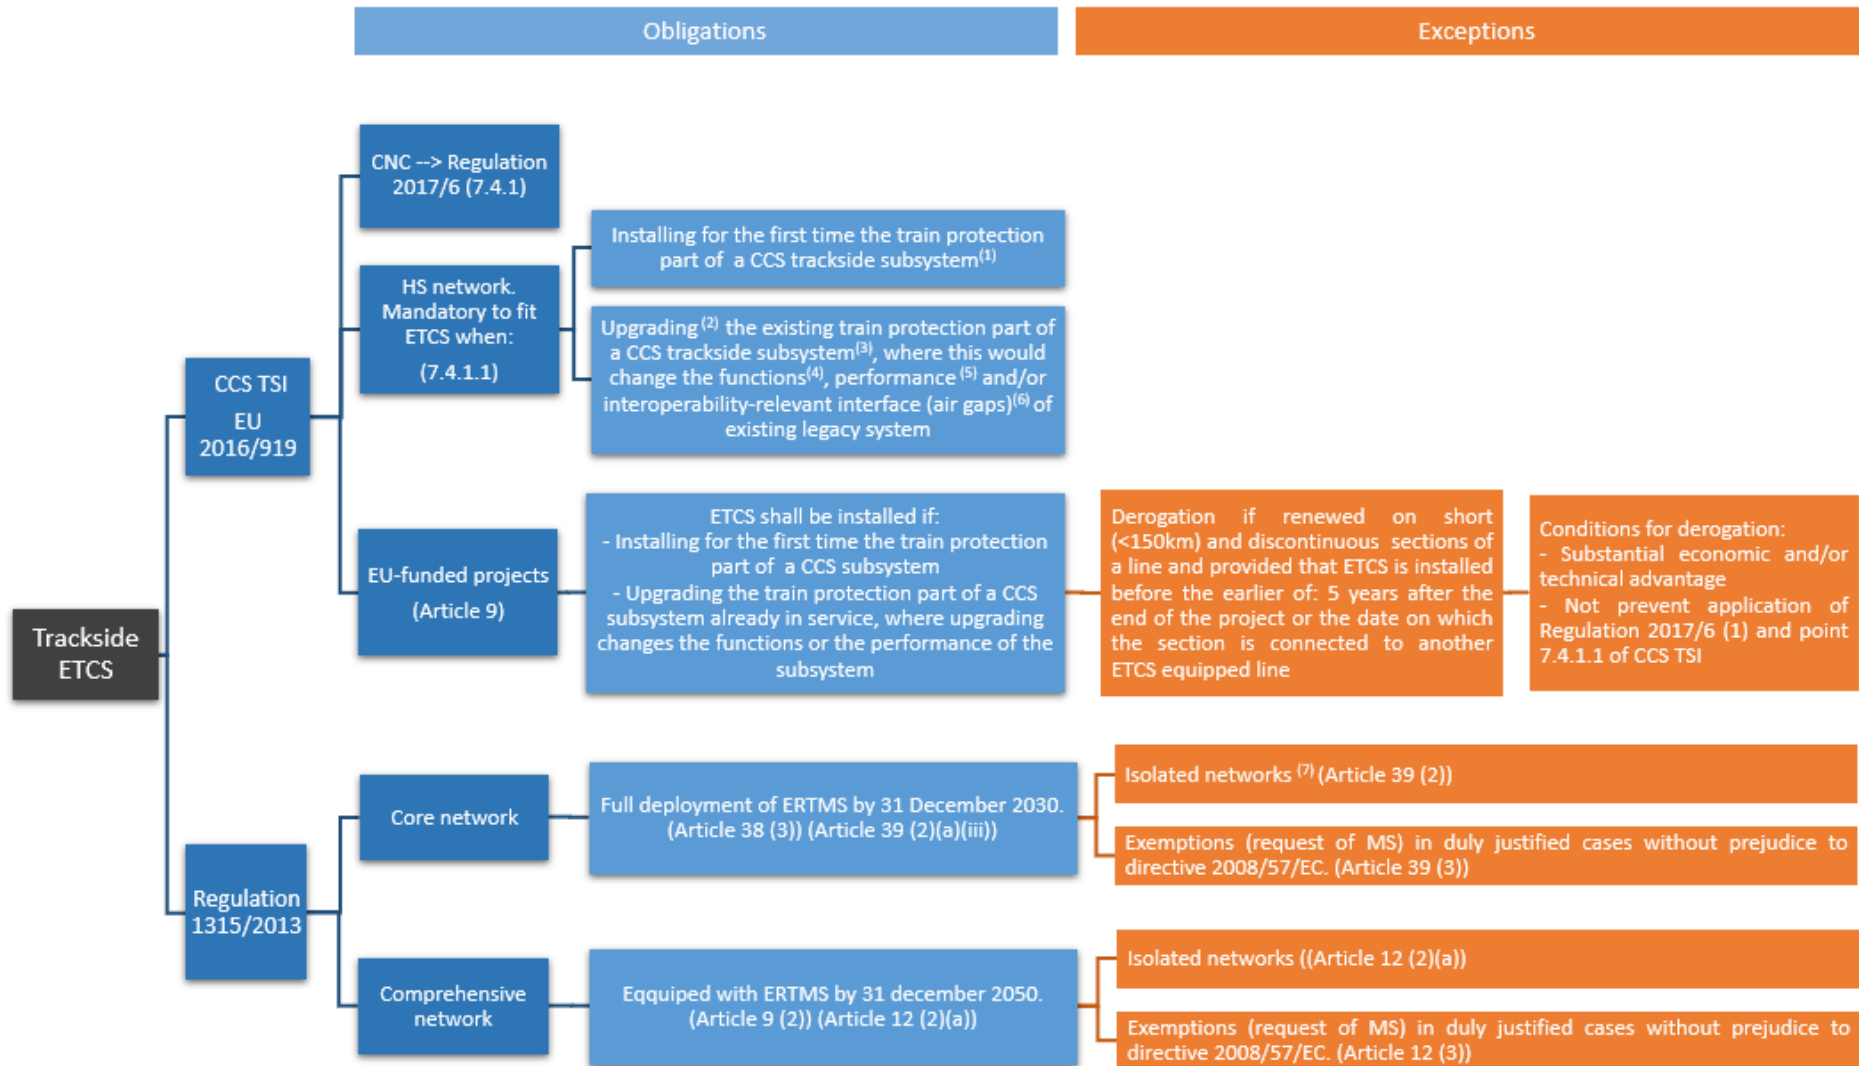 Obligations
Exceptions
CNC --> Regulation
2017/6 (7.4.1)
Installing for the first time the train protection
part of a CCS trackside subsystem(1)
HS network.
Mandatory to fit
ETCS when:
(7.4.1.1)
Upgrading (2) the existing train protection part of
a CCS trackside subsystem(3), where this would
change the functions(4), performance (5) and/or
interoperability-relevant interface (air gaps)(6) of
existing legacy system
CCS TSI
EU
2016/919
EU-funded projects
(Article 9)
ETCS shall be installed if:
- Installing for the first time the train protection
part of a CCS subsystem
- Upgrading the train protection part of a CCS
subsystem already in service, where upgrading
changes the functions or the performance of the
subsystem
Derogation if renewed on short
(<150km) and discontinuous sections of
a line and provided that ETCS is installed
before the earlier of: 5 years after the
end of the project or the date on which
the section is connected to another
ETCS equipped line
Conditions for derogation:
- Substantial economic and/or
technical advantage
- Not prevent application of
Regulation 2017/6 (1) and point
7.4.1.1 of CCS TSI
Trackside
ETCS
Regulation
1315/2013
Core network
Full deployment of ERTMS by 31 December 2030.
(Article 38 (3)) (Article 39 (2)(a)(iii))
Isolated networks (7) (Article 39 (2))
Exemptions (request of MS) in duly justified cases without prejudice to
directive 2008/57/EC. (Article 39 (3))
Comprehensive
network
Eqquiped with ERTMS by 31 december 2050.
(Article 9 (2)) (Article 12 (2)(a))
Isolated networks ((Article 12 (2)(a))
Exemptions (request of MS) in duly justified cases without prejudice to
directive 2008/57/EC. (Article 12 (3))